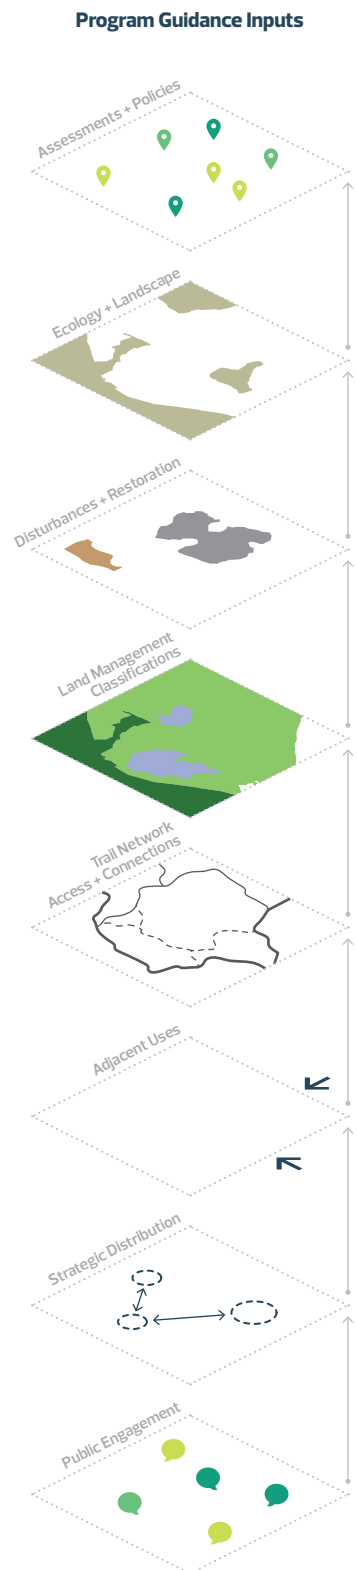 Program Guidance Inputs
Assessments + Policies
Ecology + Landscape
Disturbances + Restoration
Land Management
Classifications
Trail Network
Access + Connections
Adjacent Uses
Strategic Distribution
Public Engagement